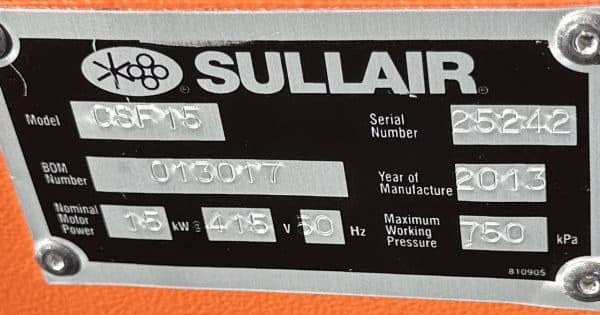 SULLAIR
Model CSF15
Serial Number 25242
BOM Number 013017
Year of Manufacture 2013
Nominal Motor Power 15 kW@ 415 V 50 Hz
Maximum Working Pressure 750 kPa
810905